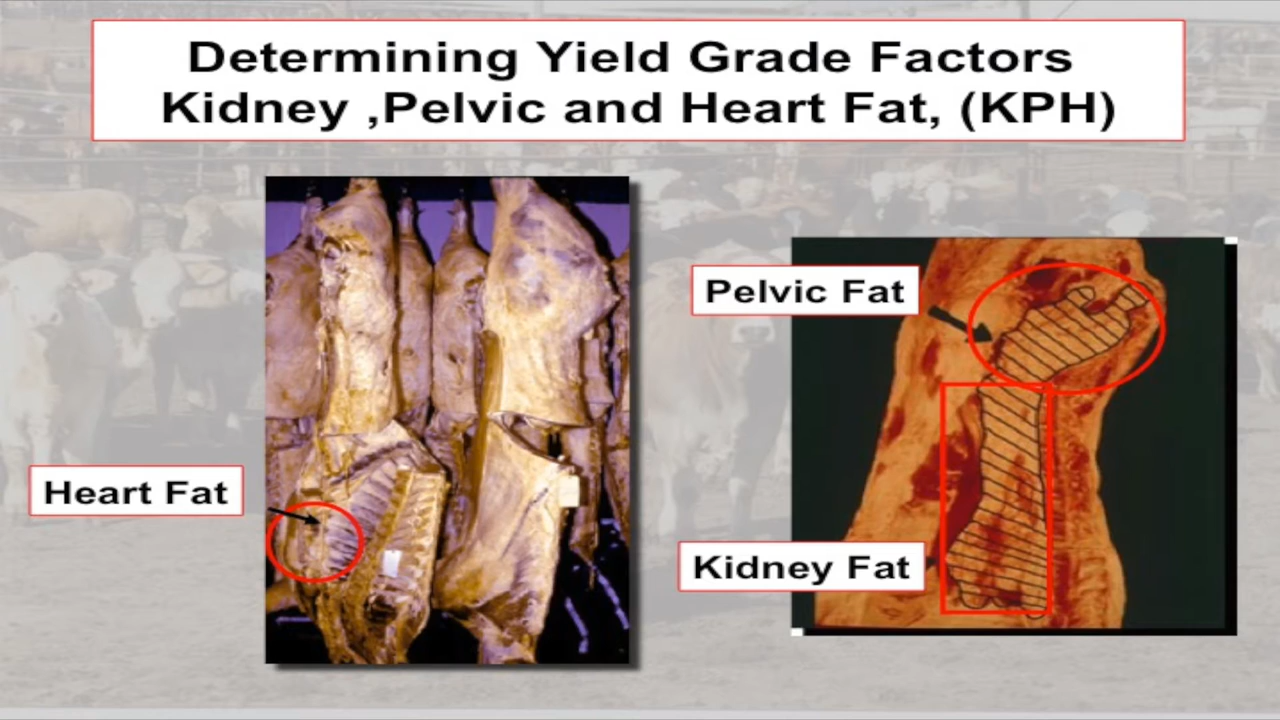 Determining Yield Grade Factors
Kidney ,Pelvic and Heart Fat, (KPH)
Pelvic Fat
Heart Fat
Kidney Fat